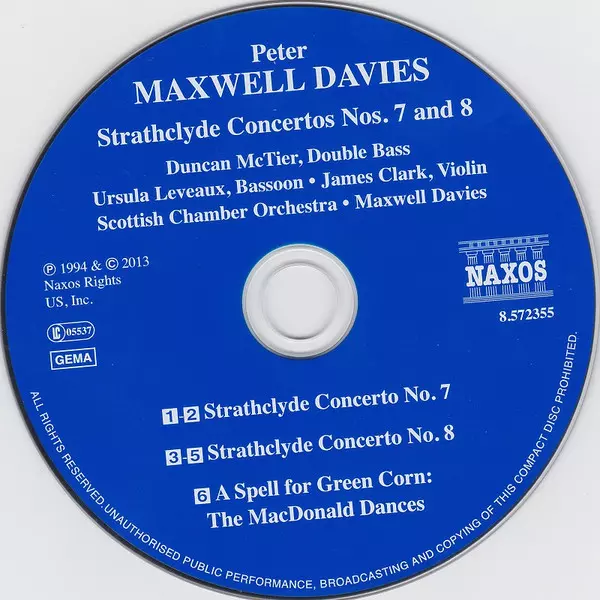 Peter
MAXWELL DAVIES
Strathclyde Concertos Nos. 7 and 8
Duncan McTier, Double Bass
Ursula Leveaux, Bassoon • James Clark, Violin
Scottish Chamber Orchestra • Maxwell Davies
℗ 1994 & © 2013
Naxos Rights
US, Inc.
LC 05537
GEMA
NAXOS
8.572355
1-2 Strathclyde Concerto No. 7
3-5 Strathclyde Concerto No. 8
6 A Spell for Green Corn:
The MacDonald Dances
ALL RIGHTS RESERVED.UNAUTHORISED PUBLIC PERFORMANCE, BROADCASTING AND COPYING OF THIS COMPACT DISC PROHIBITED.